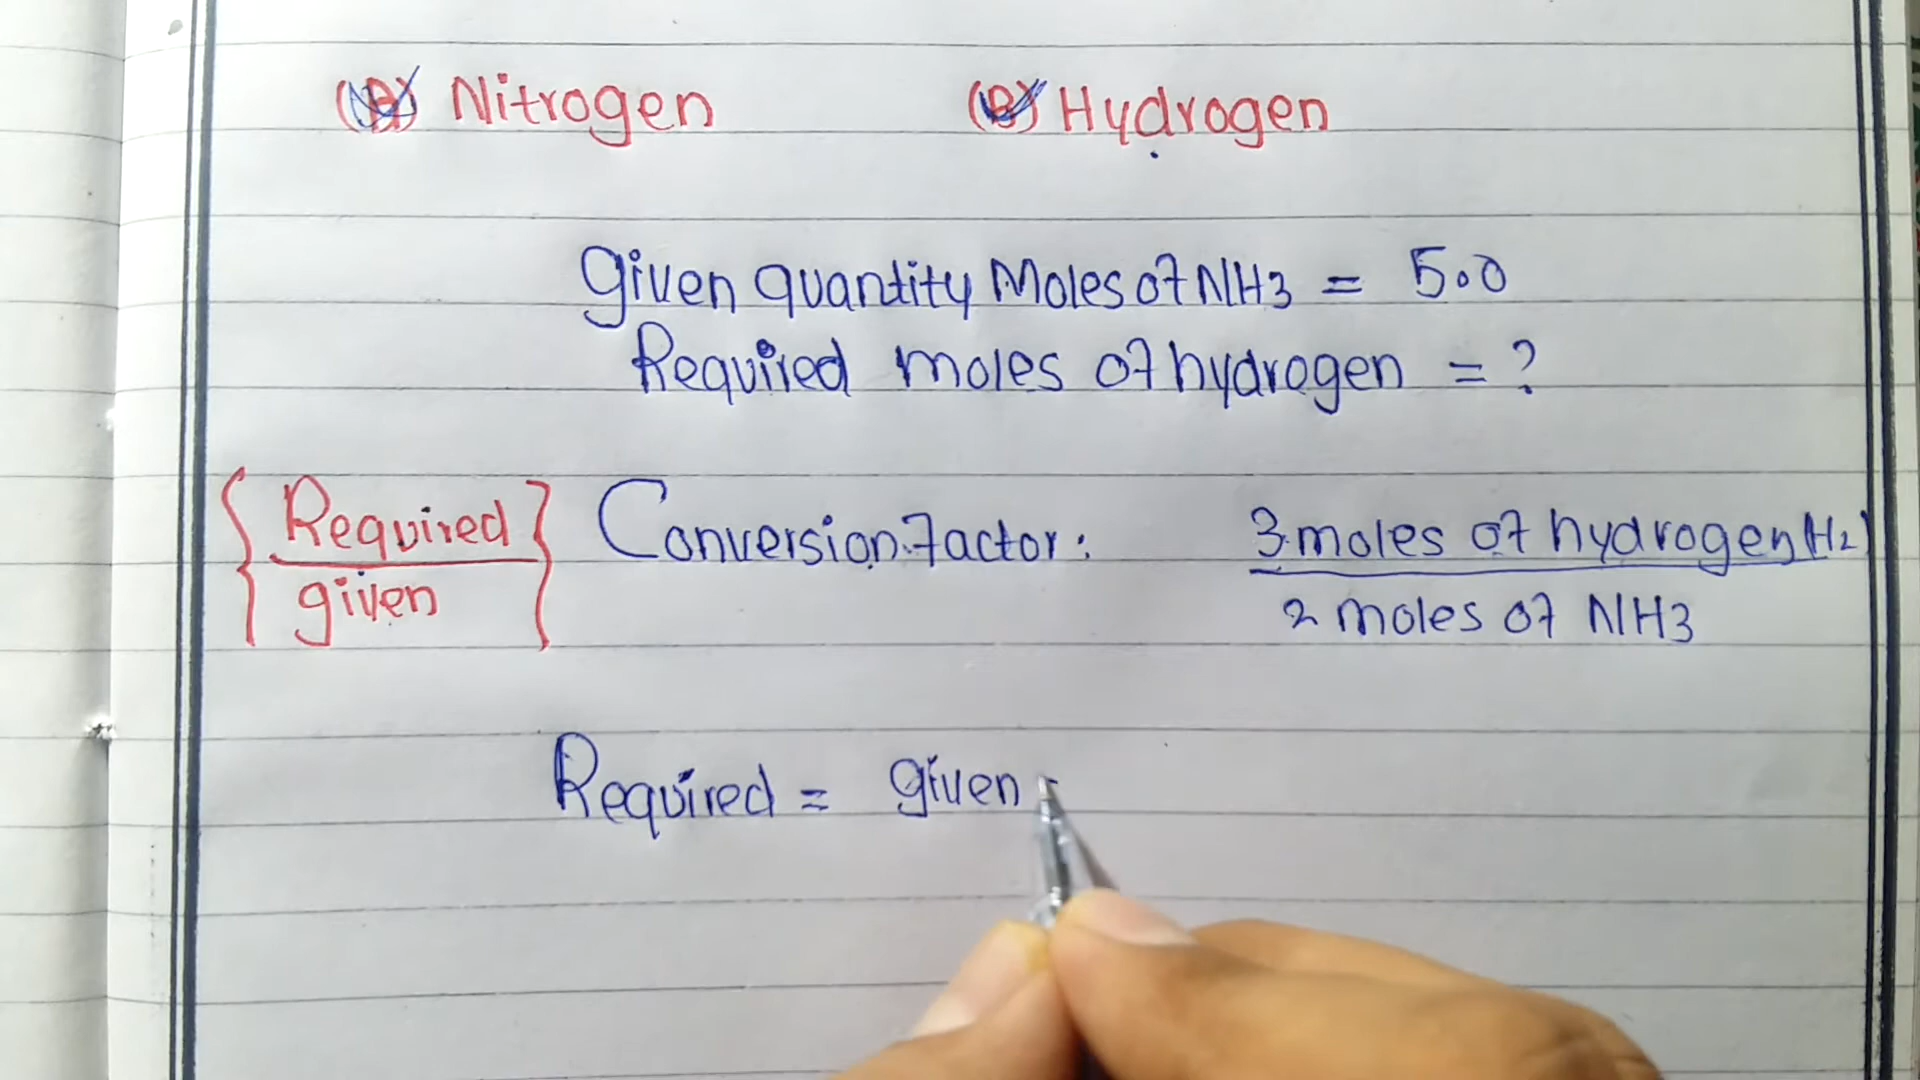 (B) Nitrogen (B) Hydrogen
Given quantity Moles of NH3 = 5.0
Required moles of hydrogen = ?
{Required / given} Conversion factor: 3 moles of hydrogen (H2)
2 moles of NH3
Required = given